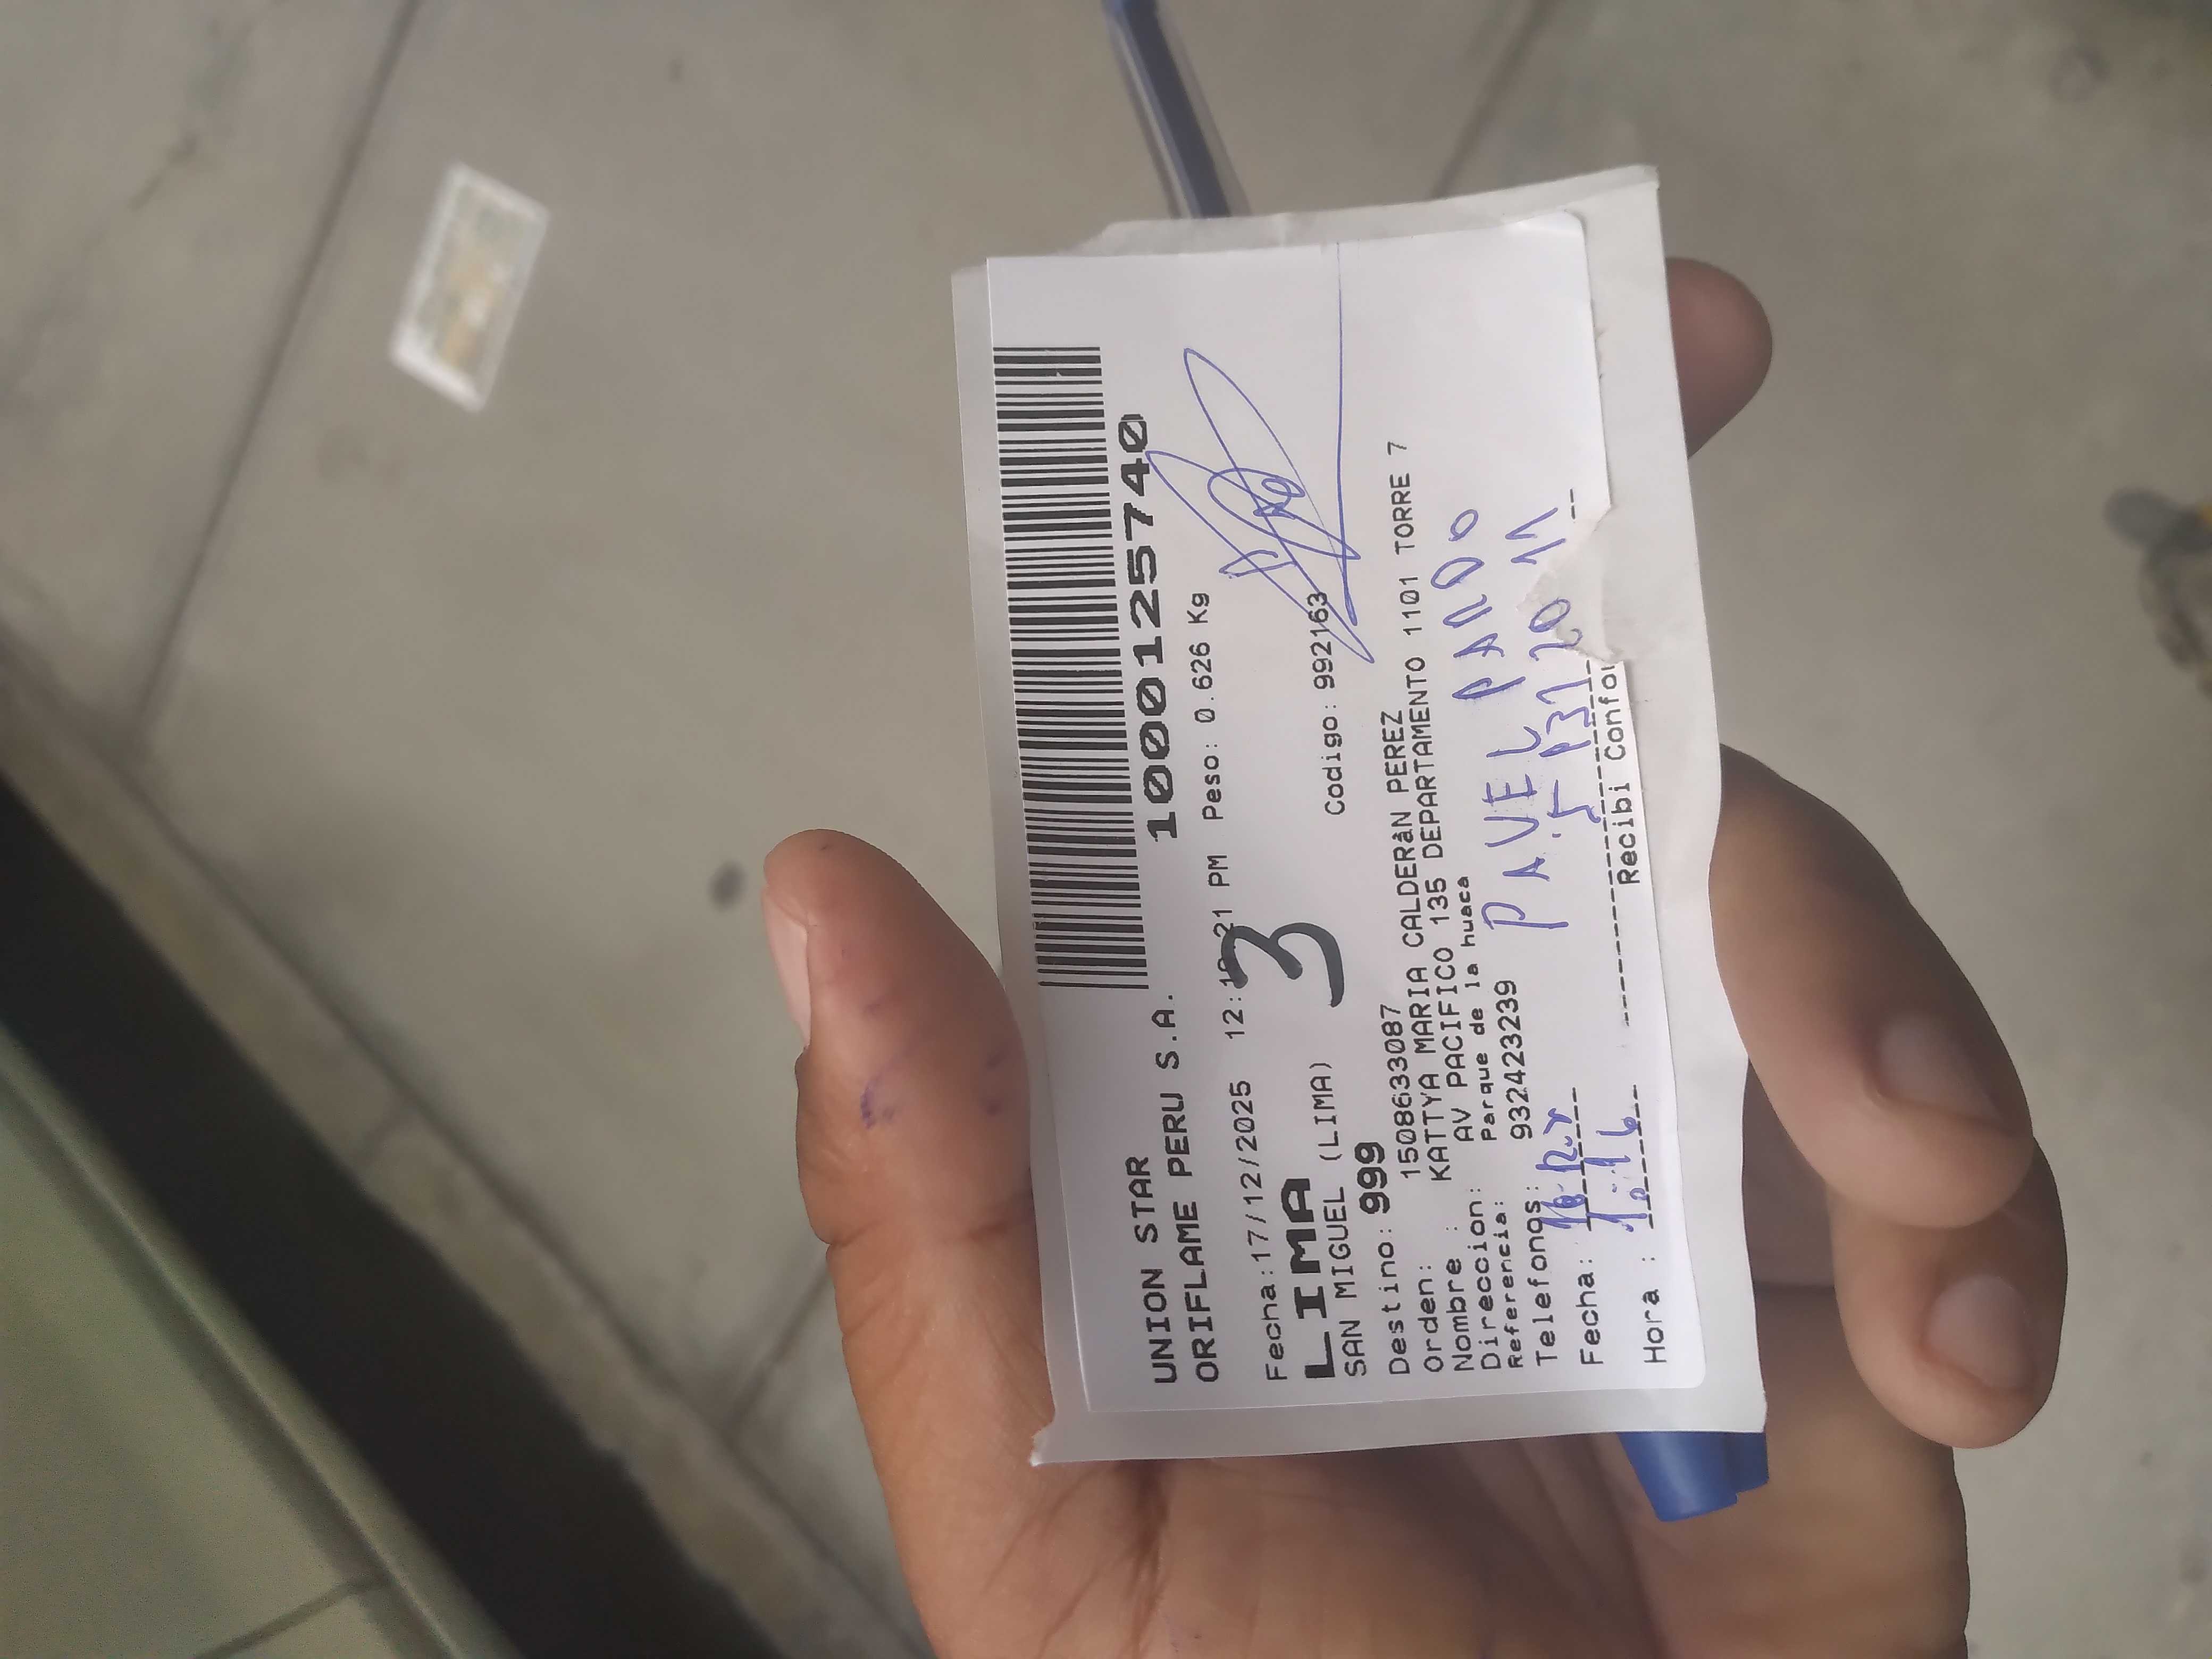 UNION STAR
ORIFLAME PERU S.A.
1000125740
Fecha:17/12/2025 12: 21 PM Peso: 0.626 Kg
LIMA
3
SAN MIGUEL (LIMA) Codigo: 992163
Destino: 999
Orden: 1508633087
Nombre : KATTYA MARIA CALDERáN PEREZ
Direccion: AV PACIFICO 135 DEPARTAMENTO 1101 TORRE 7
Referencia: Parque de la huaca
Telefonos: 932423239
PAVEL PARDO
Fecha:
Hora :
Recibi